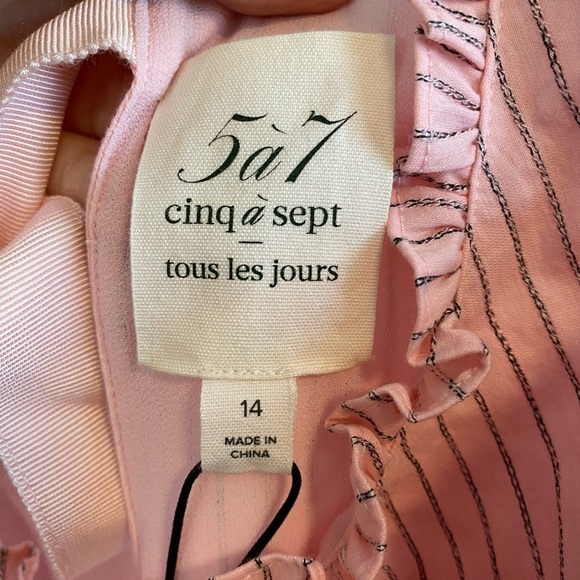 5à7
cinq à sept
tous les jours
14
MADE IN
CHINA